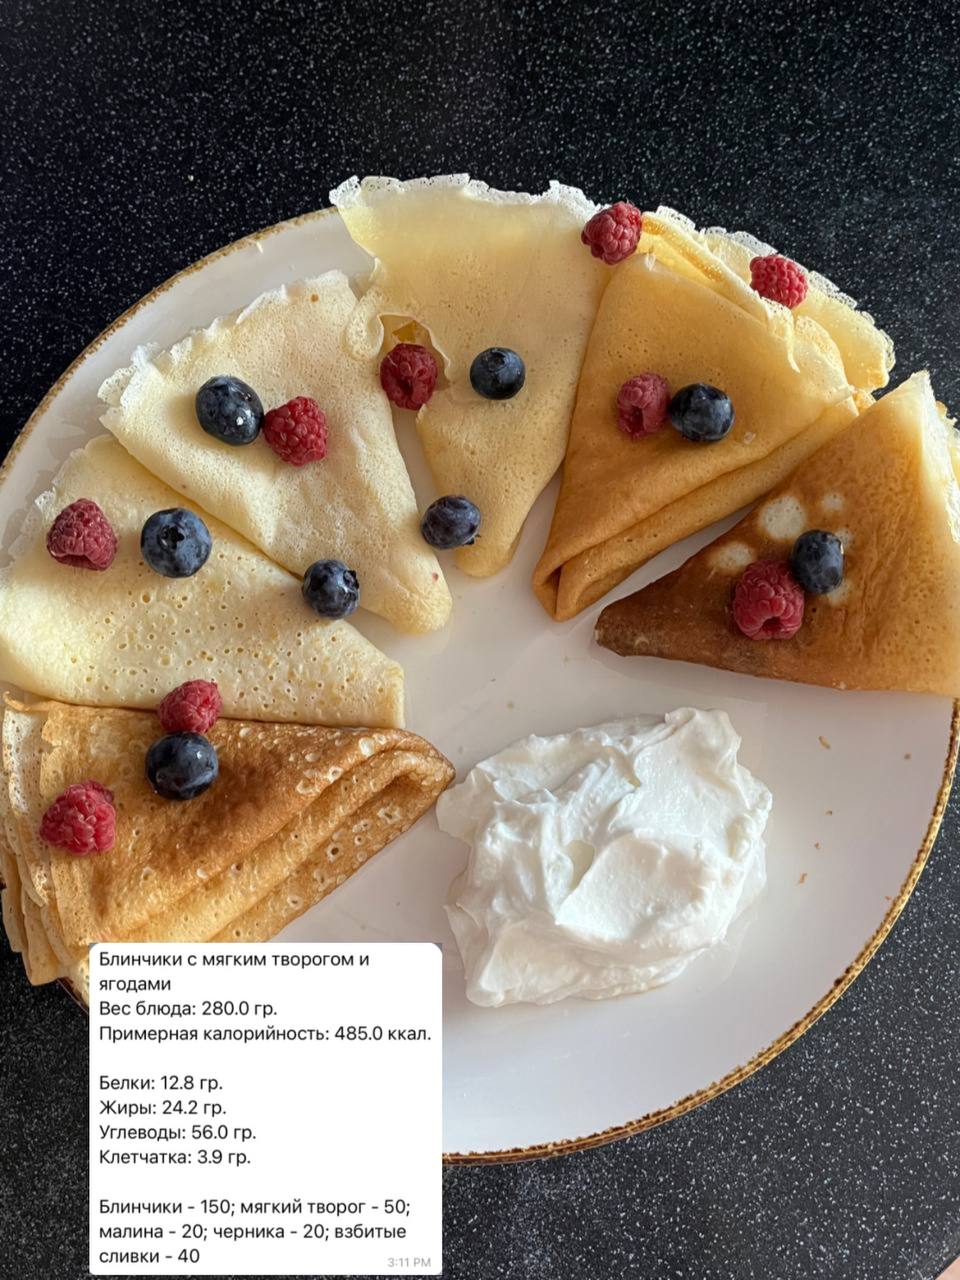 Блинчики с мягким творогом и
ягодами
Вес блюда: 280.0 гр.
Примерная калорийность: 485.0 ккал.
Белки: 12.8 гр.
Жиры: 24.2 гр.
Углеводы: 56.0 гр.
Клетчатка: 3.9 гр.
Блинчики - 150; мягкий творог - 50;
малина - 20; черника - 20; взбитые
сливки - 40
3:11 PM